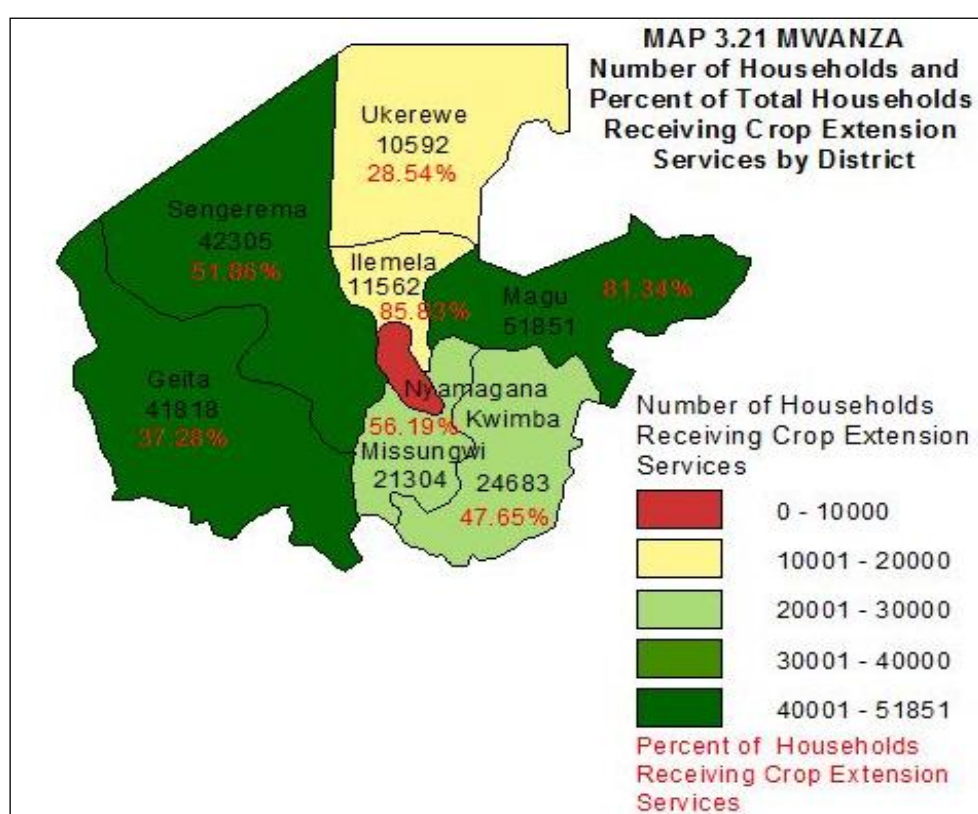 MAP 3.21 MWANZA
Number of Households and
Percent of Total Households
Receiving Crop Extension
Services by District
Ukerewe
10592
28.54%
Sengerema
42305
51.86%
Ilemela
11562
85.83%
Magu
51851
81.34%
Geita
41818
37.28%
Nyamagana
Kwimba
56.19%
Missungwi
21304
24683
47.65%
Number of Households
Receiving Crop Extension
Services
0 - 10000
10001 - 20000
20001 - 30000
30001 - 40000
40001 - 51851
Percent of Households
Receiving Crop Extension
Services